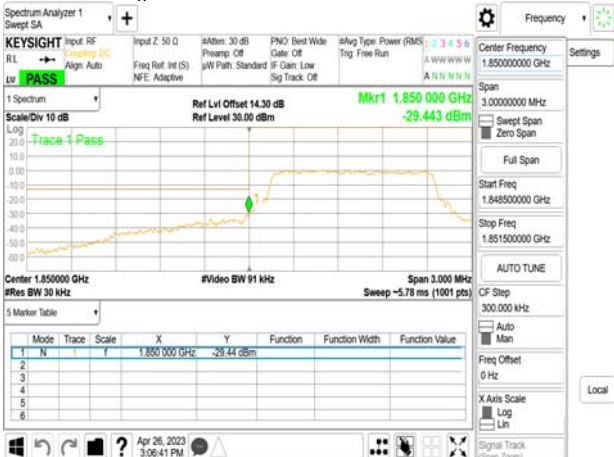 Spectrum Analyzer 1
Swept SA
+
Frequency
KEYSIGHT
Input: RF
Coupling: DC
Align: Auto
Input Z: 50 Ω
Freq Ref: Int (S)
NFE: Adaptive
#Atten: 30 dB
Preamp: Off
µW Path: Standard
PNO: Best Wide
Gate: Off
IF Gain: Low
Sig Track: Off
#Avg Type: Power (RMS)
Trig: Free Run
1 2 3 4 5 6
A W W W W W
A N N N N N
RL
PASS
1 Spectrum
Scale/Div 10 dB
Ref Lvl Offset 14.30 dB
Ref Level 30.00 dBm
Mkr1 1.850 000 GHz
-29.443 dBm
Log
Trace 1 Pass
20.0
10.0
0.00
-10.0
-20.0
-30.0
-40.0
-50.0
-60.0
1
Center 1.850000 GHz
#Res BW 30 kHz
#Video BW 91 kHz
Span 3.000 MHz
Sweep ~5.78 ms (1001 pts)
5 Marker Table
Mode Trace Scale X Y Function Function Width Function Value
1 N 1 f 1.850 000 GHz -29.44 dBm
2
3
4
5
6
Apr 26, 2023
3:06:41 PM
Center Frequency
1.850000000 GHz
Settings
Span
3.00000000 MHz
Swept Span
Zero Span
Full Span
Start Freq
1.848500000 GHz
Stop Freq
1.851500000 GHz
AUTO TUNE
CF Step
300.000 kHz
Auto
Man
Freq Offset
0 Hz
X Axis Scale
Log
Lin
Local
Signal Track